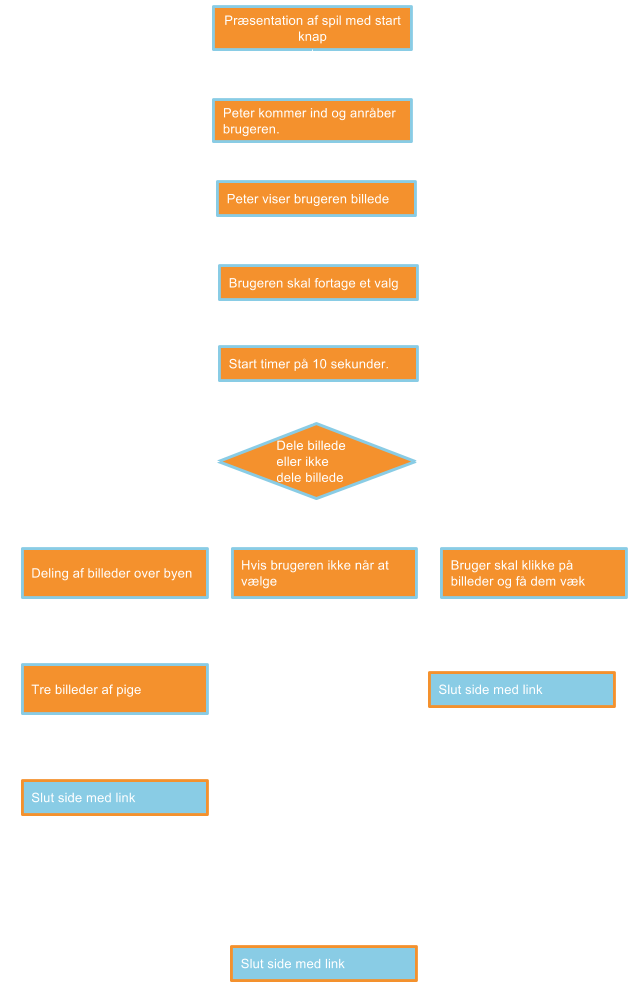 Præsentation af spil med start
knap
Peter kommer ind og anråber
brugeren.
Peter viser brugeren billede
Brugeren skal fortage et valg
Start timer på 10 sekunder.
Dele billede
eller ikke
dele billede
Deling af billeder over byen
Hvis brugeren ikke når at
vælge
Bruger skal klikke på
billeder og få dem væk
Tre billeder af pige
Slut side med link
Slut side med link
Slut side med link